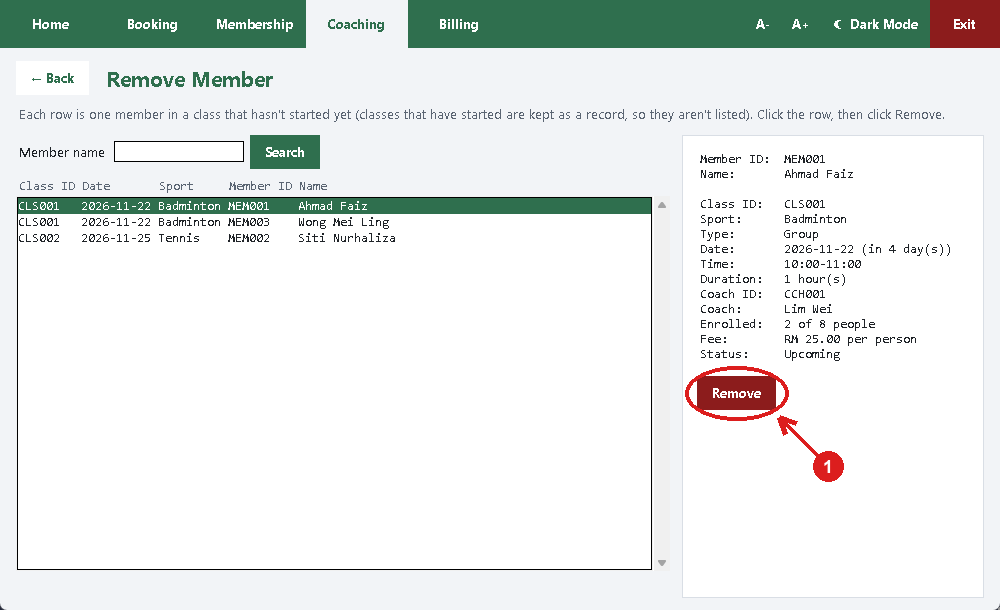 Home Booking Membership Coaching Billing A- A+ ☾ Dark Mode Exit
← Back Remove Member
Each row is one member in a class that hasn't started yet (classes that have started are kept as a record, so they aren't listed). Click the row, then click Remove.
Member name Search
Class ID Date Sport Member ID Name
CLS001 2026-11-22 Badminton MEM001 Ahmad Faiz
CLS001 2026-11-22 Badminton MEM003 Wong Mei Ling
CLS002 2026-11-25 Tennis MEM002 Siti Nurhaliza
Member ID: MEM001
Name: Ahmad Faiz
Class ID: CLS001
Sport: Badminton
Type: Group
Date: 2026-11-22 (in 4 day(s))
Time: 10:00-11:00
Duration: 1 hour(s)
Coach ID: CCH001
Coach: Lim Wei
Enrolled: 2 of 8 people
Fee: RM 25.00 per person
Status: Upcoming
Remove
1